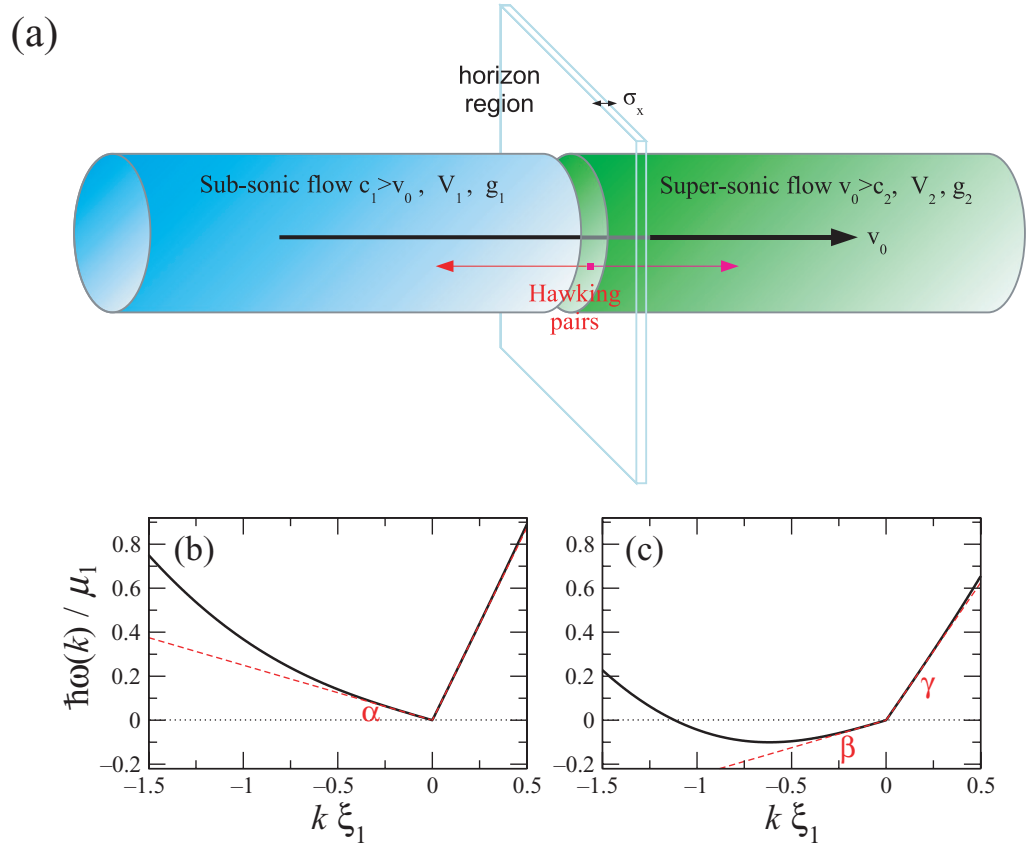 (a)
horizon
region
σx
Sub-sonic flow c1>v0 , V1, g1
Super-sonic flow v0>c2, V2, g2
v0
Hawking
pairs
(b)
(c)
ħω(k) / μ1
0.8
0.6
0.4
0.2
0
−0.2
α
−1.5
−1
−0.5
0
0.5
k ξ1
0.8
0.6
0.4
0.2
0
−0.2
γ
β
−1.5
−1
−0.5
0
0.5
k ξ1